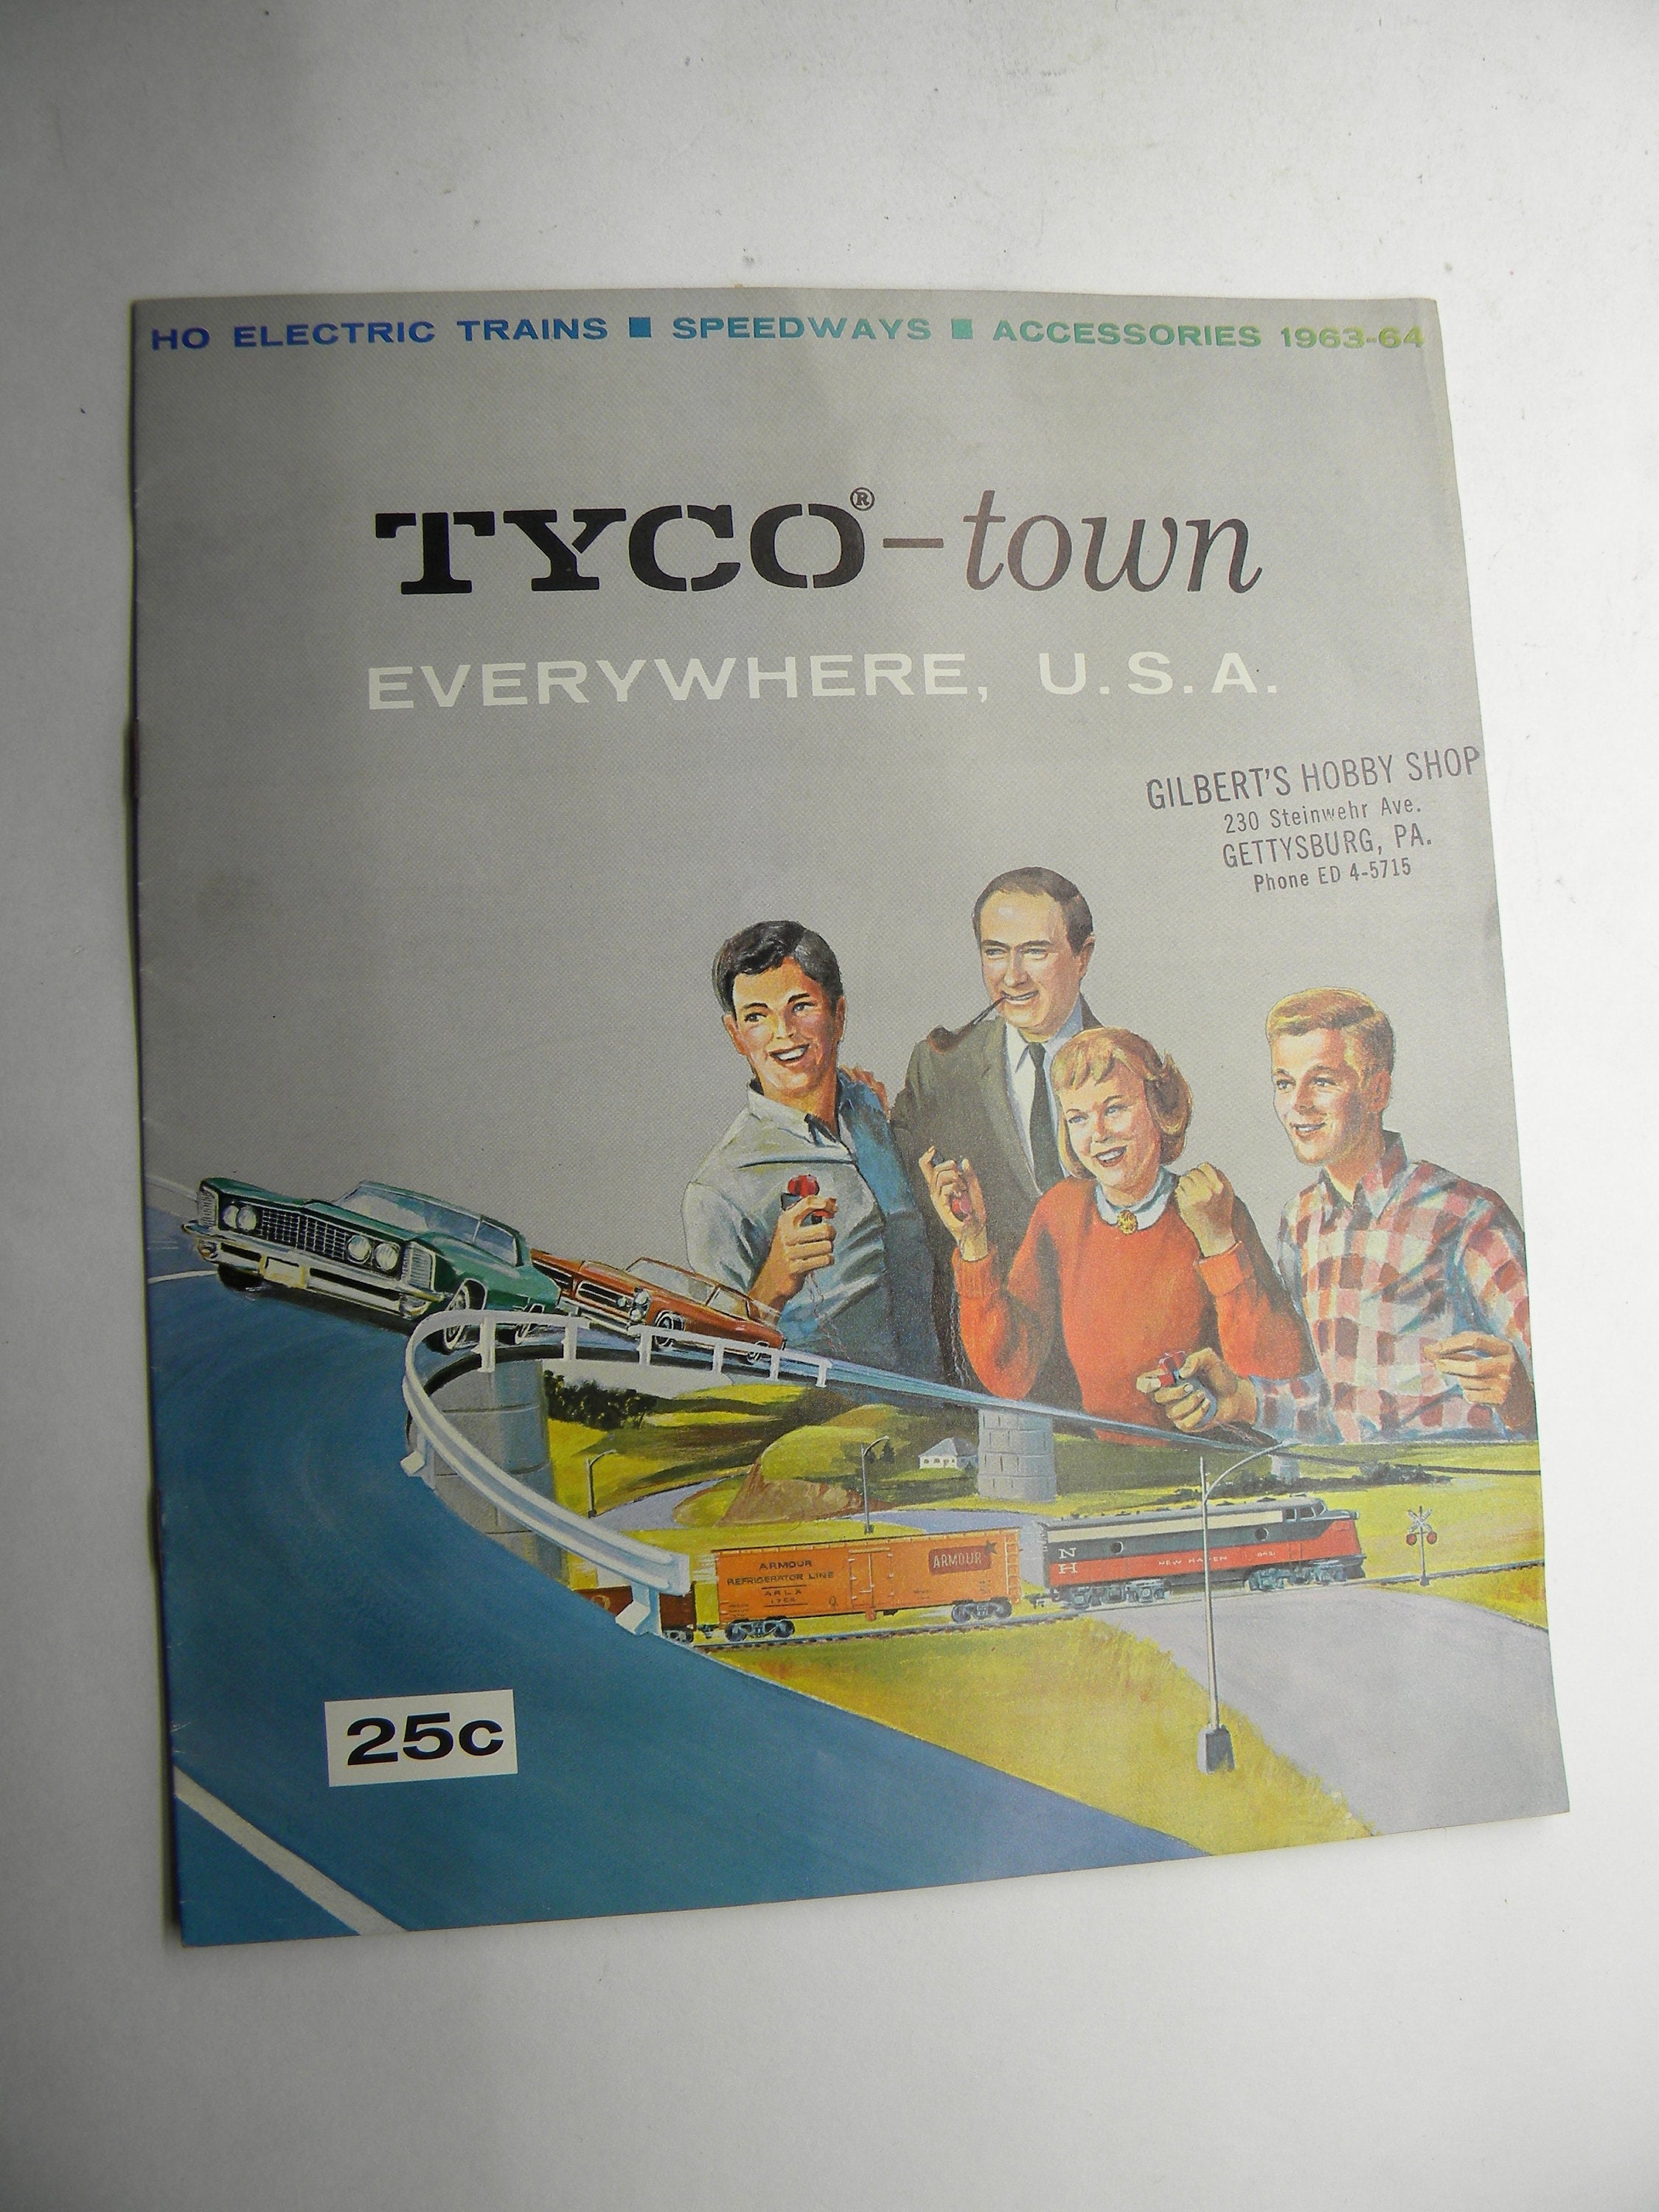 HO ELECTRIC TRAINS ■ SPEEDWAYS ■ ACCESSORIES 1963-64
TYCO®-town
EVERYWHERE, U.S.A.
GILBERT'S HOBBY SHOP
230 Steinwehr Ave.
GETTYSBURG, PA.
Phone ED 4-5715
ARMOUR
REFRIGERATOR LINE
ARLX
ARMOUR
N
H
NEW HAVEN
25c